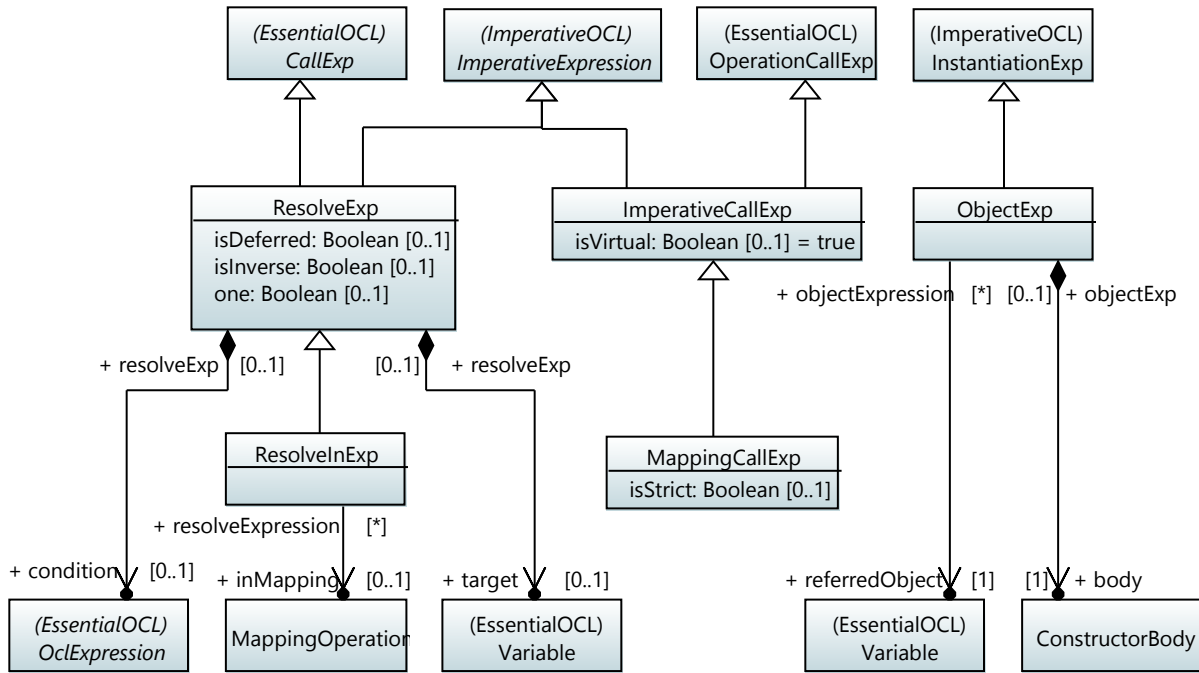 (EssentialOCL)
CallExp
(ImperativeOCL)
ImperativeExpression
(EssentialOCL)
OperationCallExp
(ImperativeOCL)
InstantiationExp
ResolveExp
isDeferred: Boolean [0..1]
isInverse: Boolean [0..1]
one: Boolean [0..1]
ImperativeCallExp
isVirtual: Boolean [0..1] = true
ObjectExp
+ objectExpression [*]
[0..1] + objectExp
+ resolveExp [0..1]
[0..1] + resolveExp
ResolveInExp
MappingCallExp
isStrict: Boolean [0..1]
+ resolveExpression [*]
+ condition [0..1]
+ inMapping [0..1]
+ target [0..1]
+ referredObject [1]
[1] + body
(EssentialOCL)
OclExpression
MappingOperation
(EssentialOCL)
Variable
(EssentialOCL)
Variable
ConstructorBody